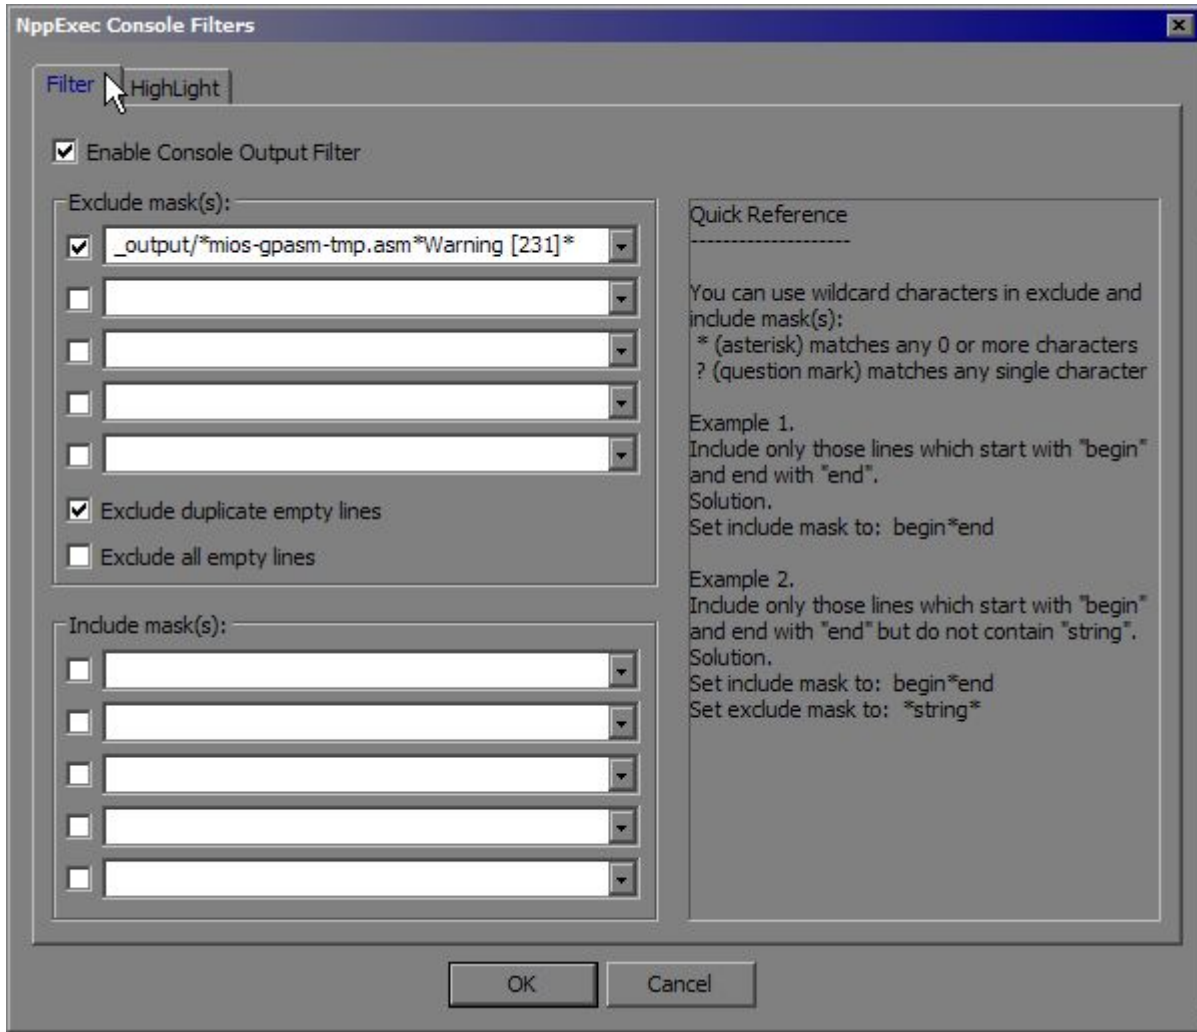 NppExec Console Filters
Filter
HighLight
Enable Console Output Filter
Exclude mask(s):
_output/*mios-gpasm-tmp.asm*Warning [231]*
Exclude duplicate empty lines
Exclude all empty lines
Include mask(s):
Quick Reference
--------------------
You can use wildcard characters in exclude and
include mask(s):
* (asterisk) matches any 0 or more characters
? (question mark) matches any single character
Example 1.
Include only those lines which start with "begin"
and end with "end".
Solution.
Set include mask to:  begin*end
Example 2.
Include only those lines which start with "begin"
and end with "end" but do not contain "string".
Solution.
Set include mask to:  begin*end
Set exclude mask to:  *string*
OK
Cancel